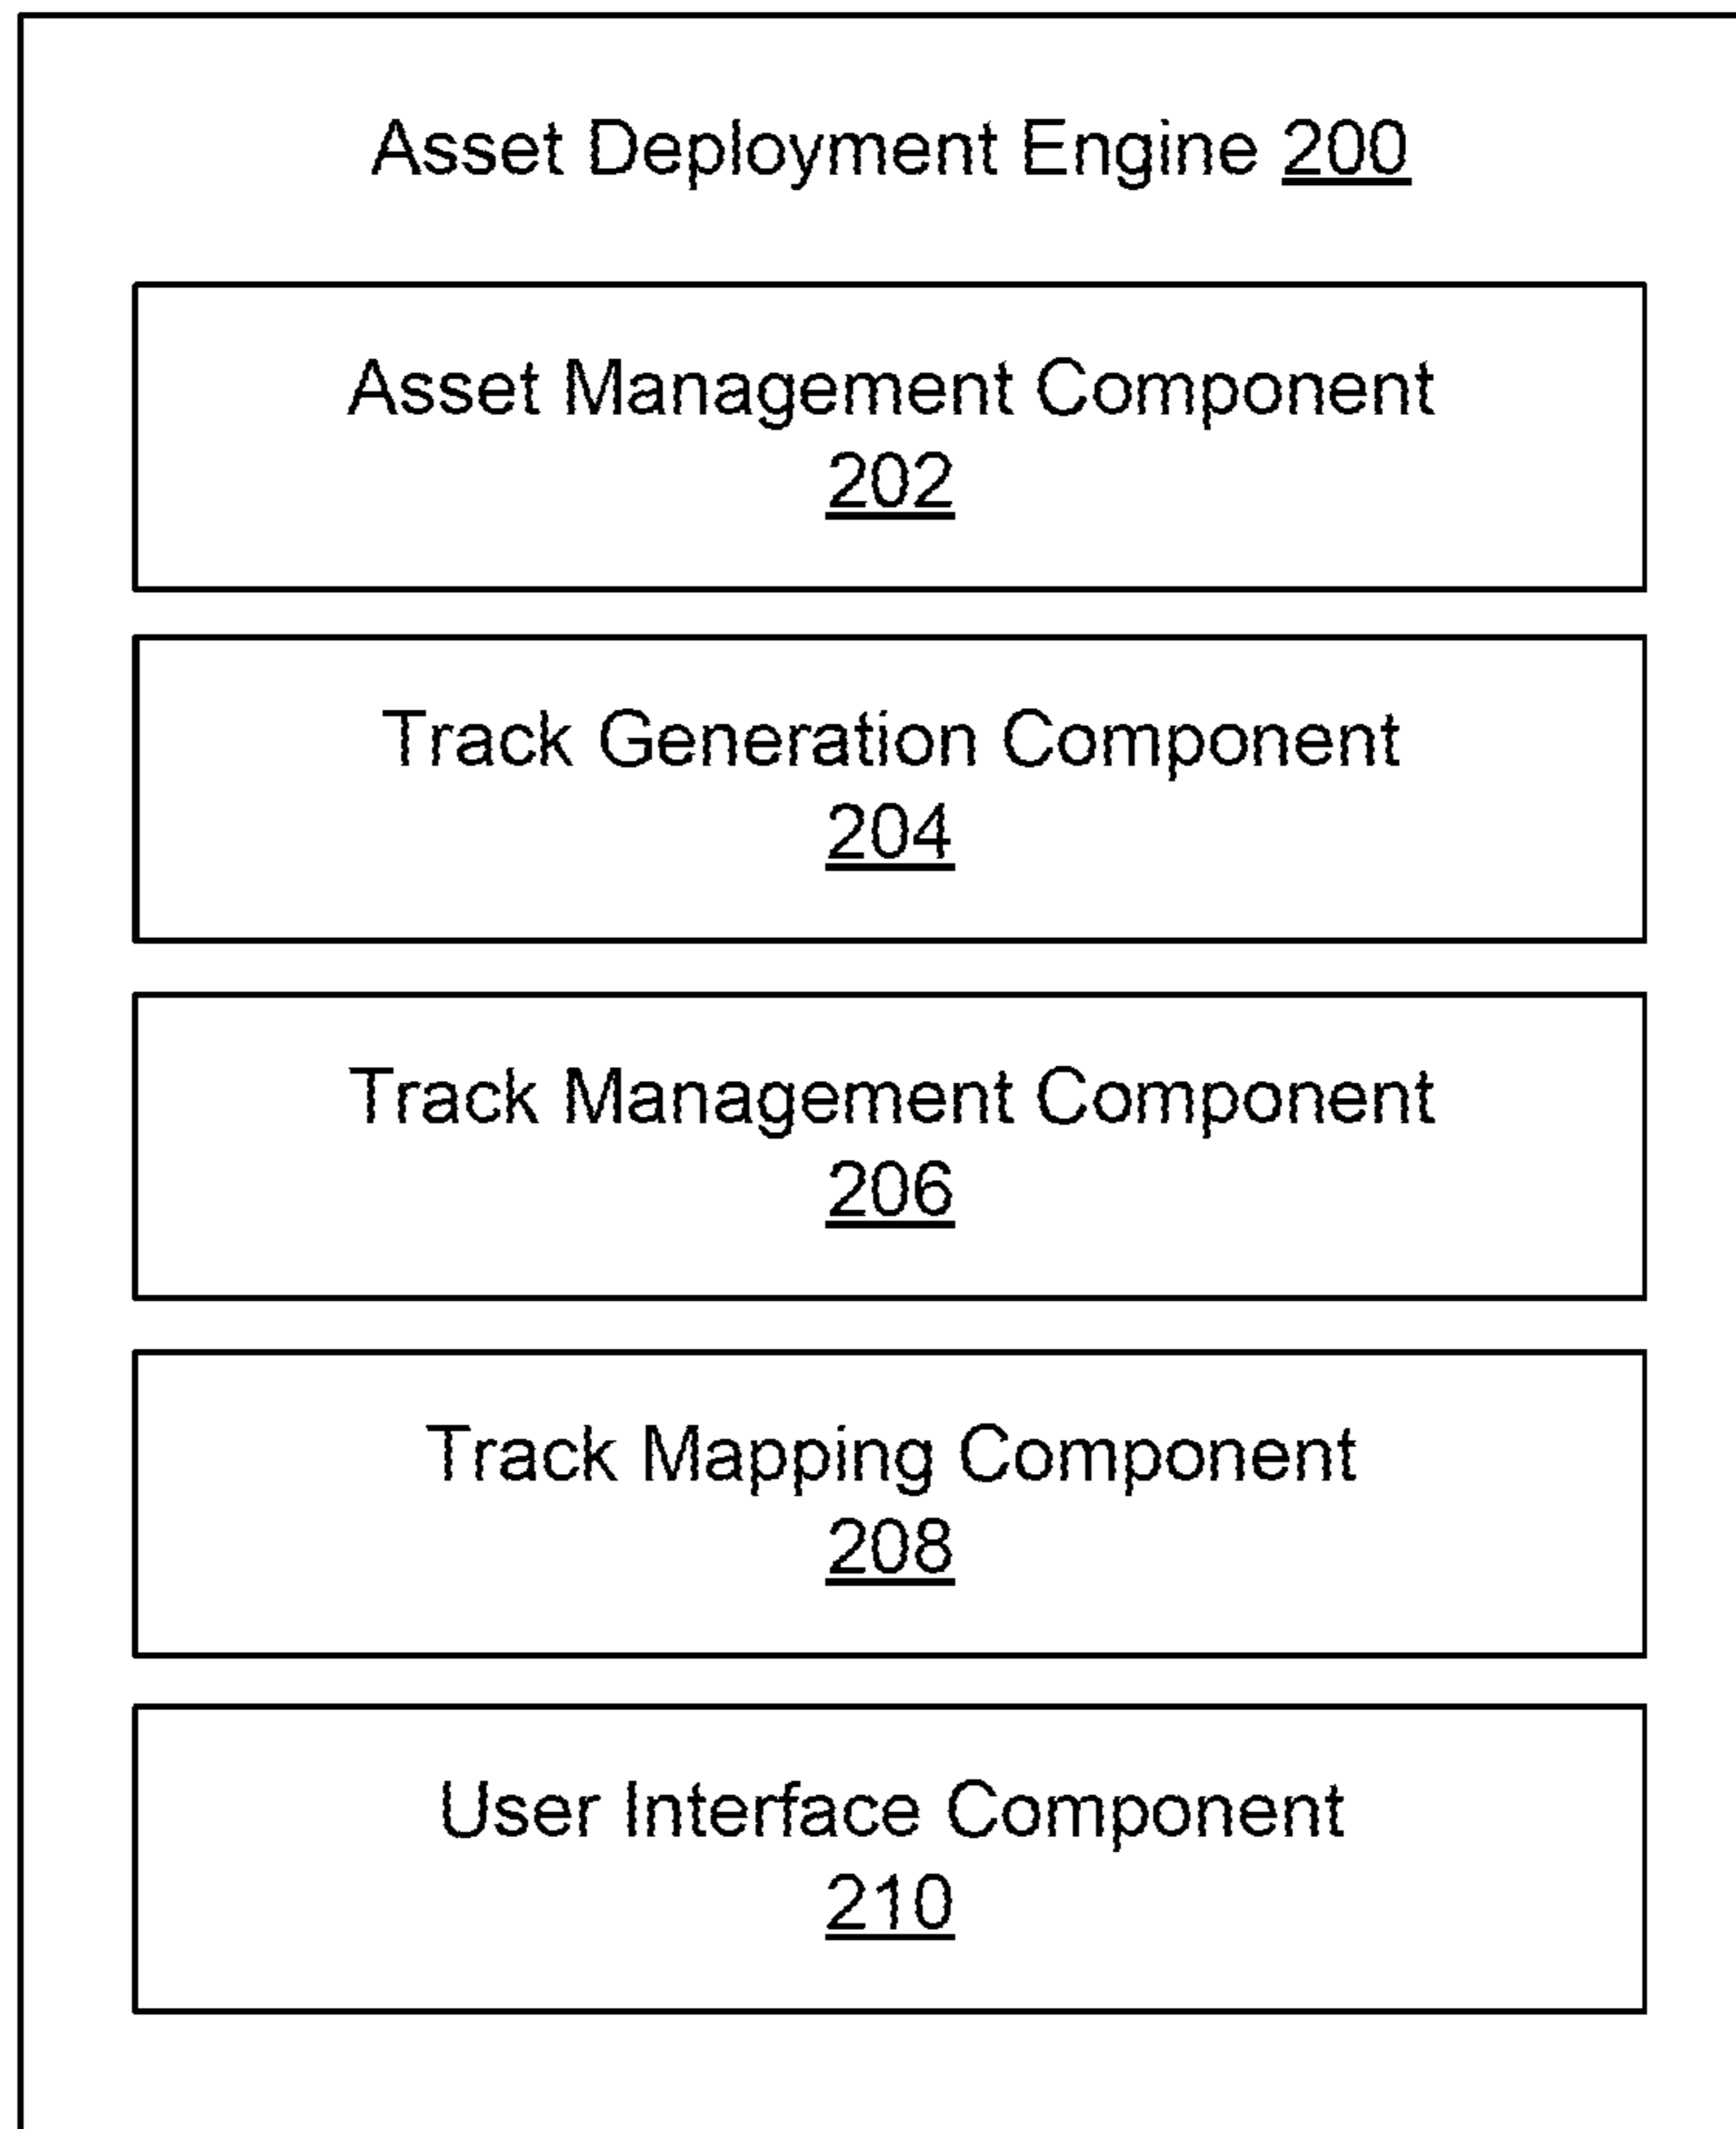 Asset Deployment Engine 200
Asset Management Component
202
Track Generation Component
204
Track Management Component
206
Track Mapping Component
208
User Interface Component
210